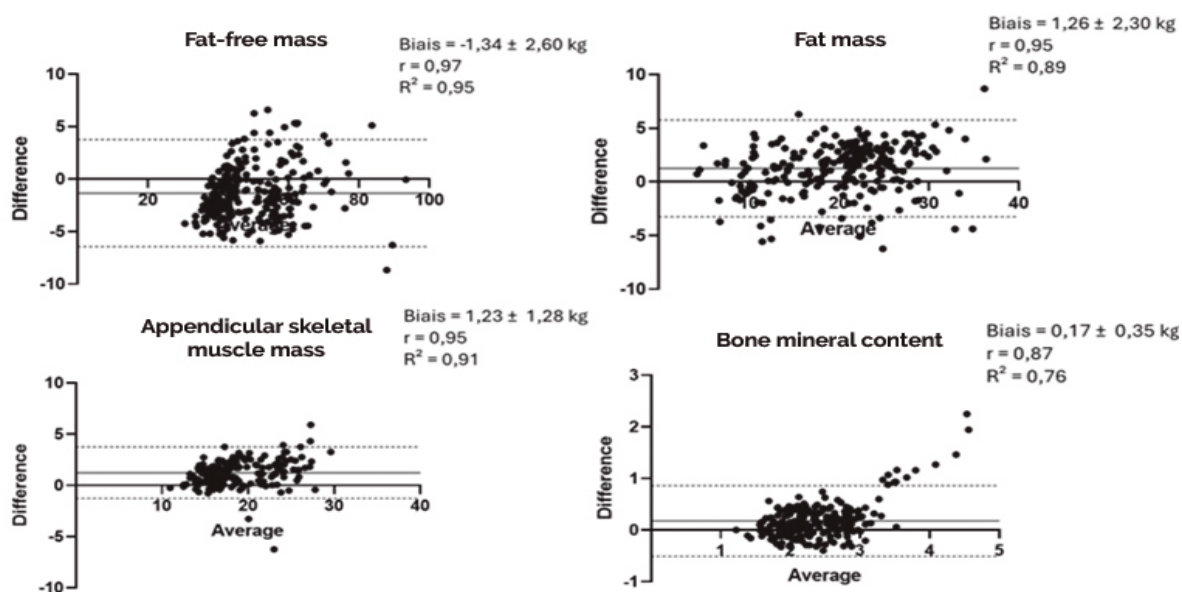 Fat-free mass
Biais = -1,34 ± 2,60 kg
r = 0,97
R² = 0,95
10
5
0
-5
-10
20
80
100
Difference
Average
Fat mass
Biais = 1,26 ± 2,30 kg
r = 0,95
R² = 0,89
10
5
0
-5
-10
10
30
40
Difference
Average
Appendicular skeletal
muscle mass
Biais = 1,23 ± 1,28 kg
r = 0,95
R² = 0,91
10
5
0
-5
-10
10
20
30
40
Difference
Average
Bone mineral content
Biais = 0,17 ± 0,35 kg
r = 0,87
R² = 0,76
3
2
1
0
-1
1
2
3
4
5
Difference
Average